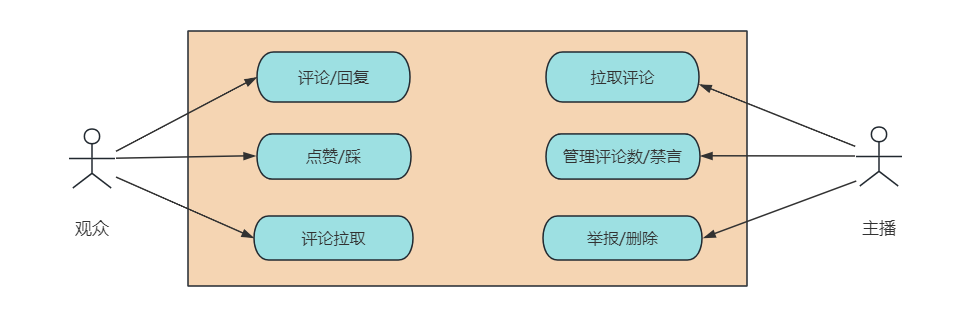 评论/回复
拉取评论
点赞/踩
管理评论数/禁言
观众
主播
评论拉取
举报/删除